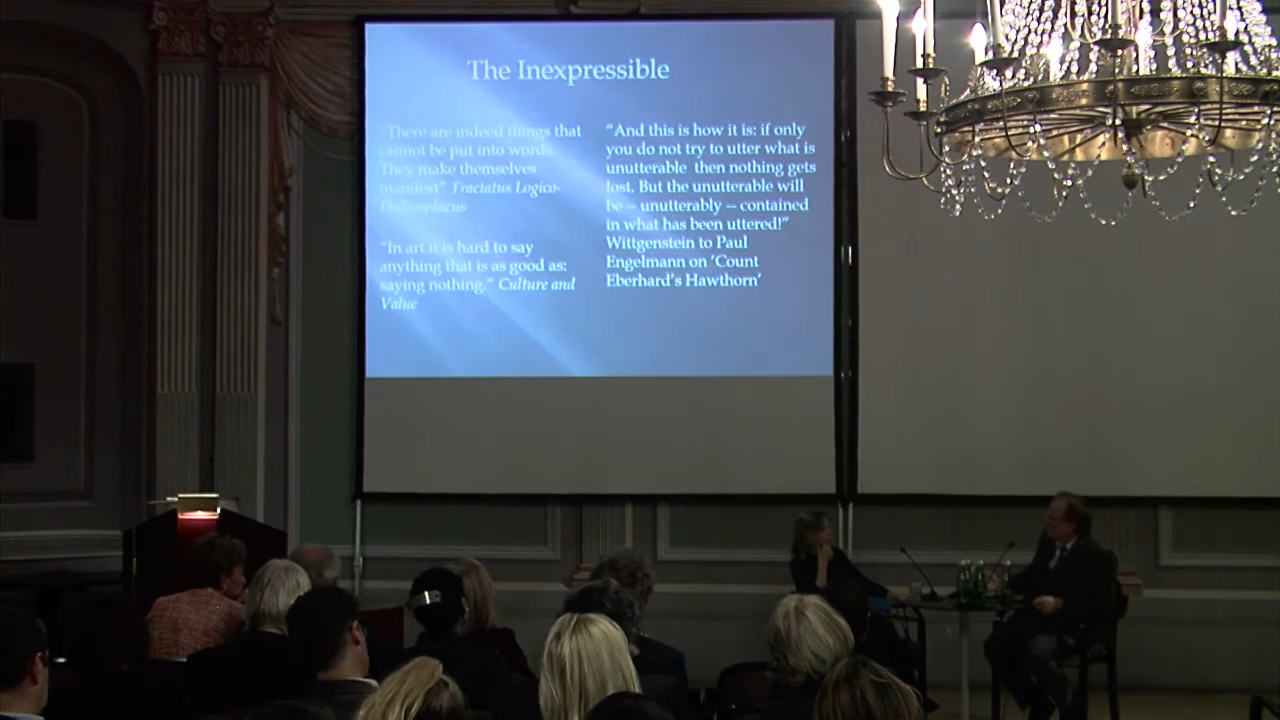 The Inexpressible
"There are indeed things that
cannot be put into words.
They make themselves
manifest" Tractatus Logico-
Philosophicus
"In art it is hard to say
anything that is as good as:
saying nothing." Culture and
Value
"And this is how it is: if only
you do not try to utter what is
unutterable then nothing gets
lost. But the unutterable will
be -- unutterably -- contained
in what has been uttered!"
Wittgenstein to Paul
Engelmann on 'Count
Eberhard's Hawthorn'